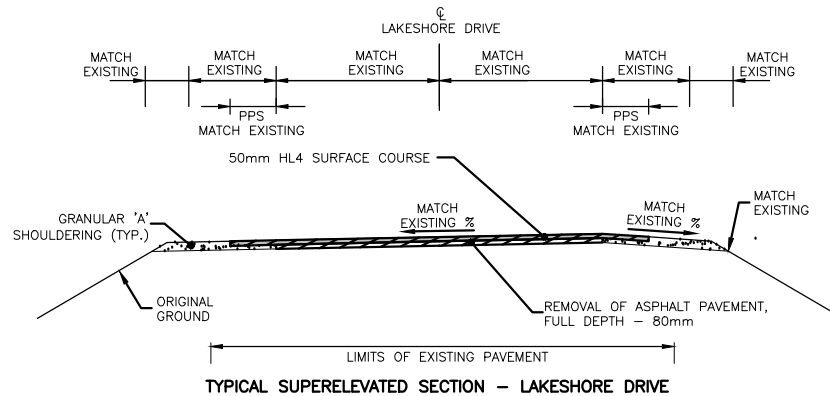 ℄
LAKESHORE DRIVE
MATCH
EXISTING
MATCH
EXISTING
MATCH
EXISTING
MATCH
EXISTING
MATCH
EXISTING
MATCH
EXISTING
PPS
MATCH EXISTING
PPS
MATCH EXISTING
50mm HL4 SURFACE COURSE
GRANULAR 'A'
SHOULDERING (TYP.)
MATCH
EXISTING %
MATCH
EXISTING %
MATCH
EXISTING
ORIGINAL
GROUND
REMOVAL OF ASPHALT PAVEMENT,
FULL DEPTH – 80mm
LIMITS OF EXISTING PAVEMENT
TYPICAL SUPERELEVATED SECTION – LAKESHORE DRIVE